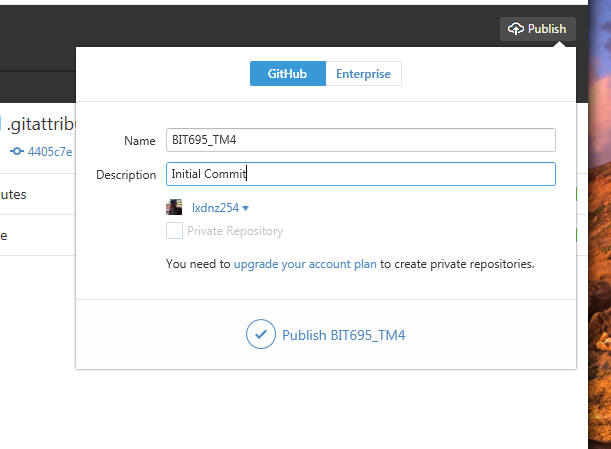 Publish
GitHub
Enterprise
.gitattribu
4405c7e
utes
e
Name
BIT695_TM4
Description
Initial Commit
lxdnz254
Private Repository
You need to upgrade your account plan to create private repositories.
Publish BIT695_TM4